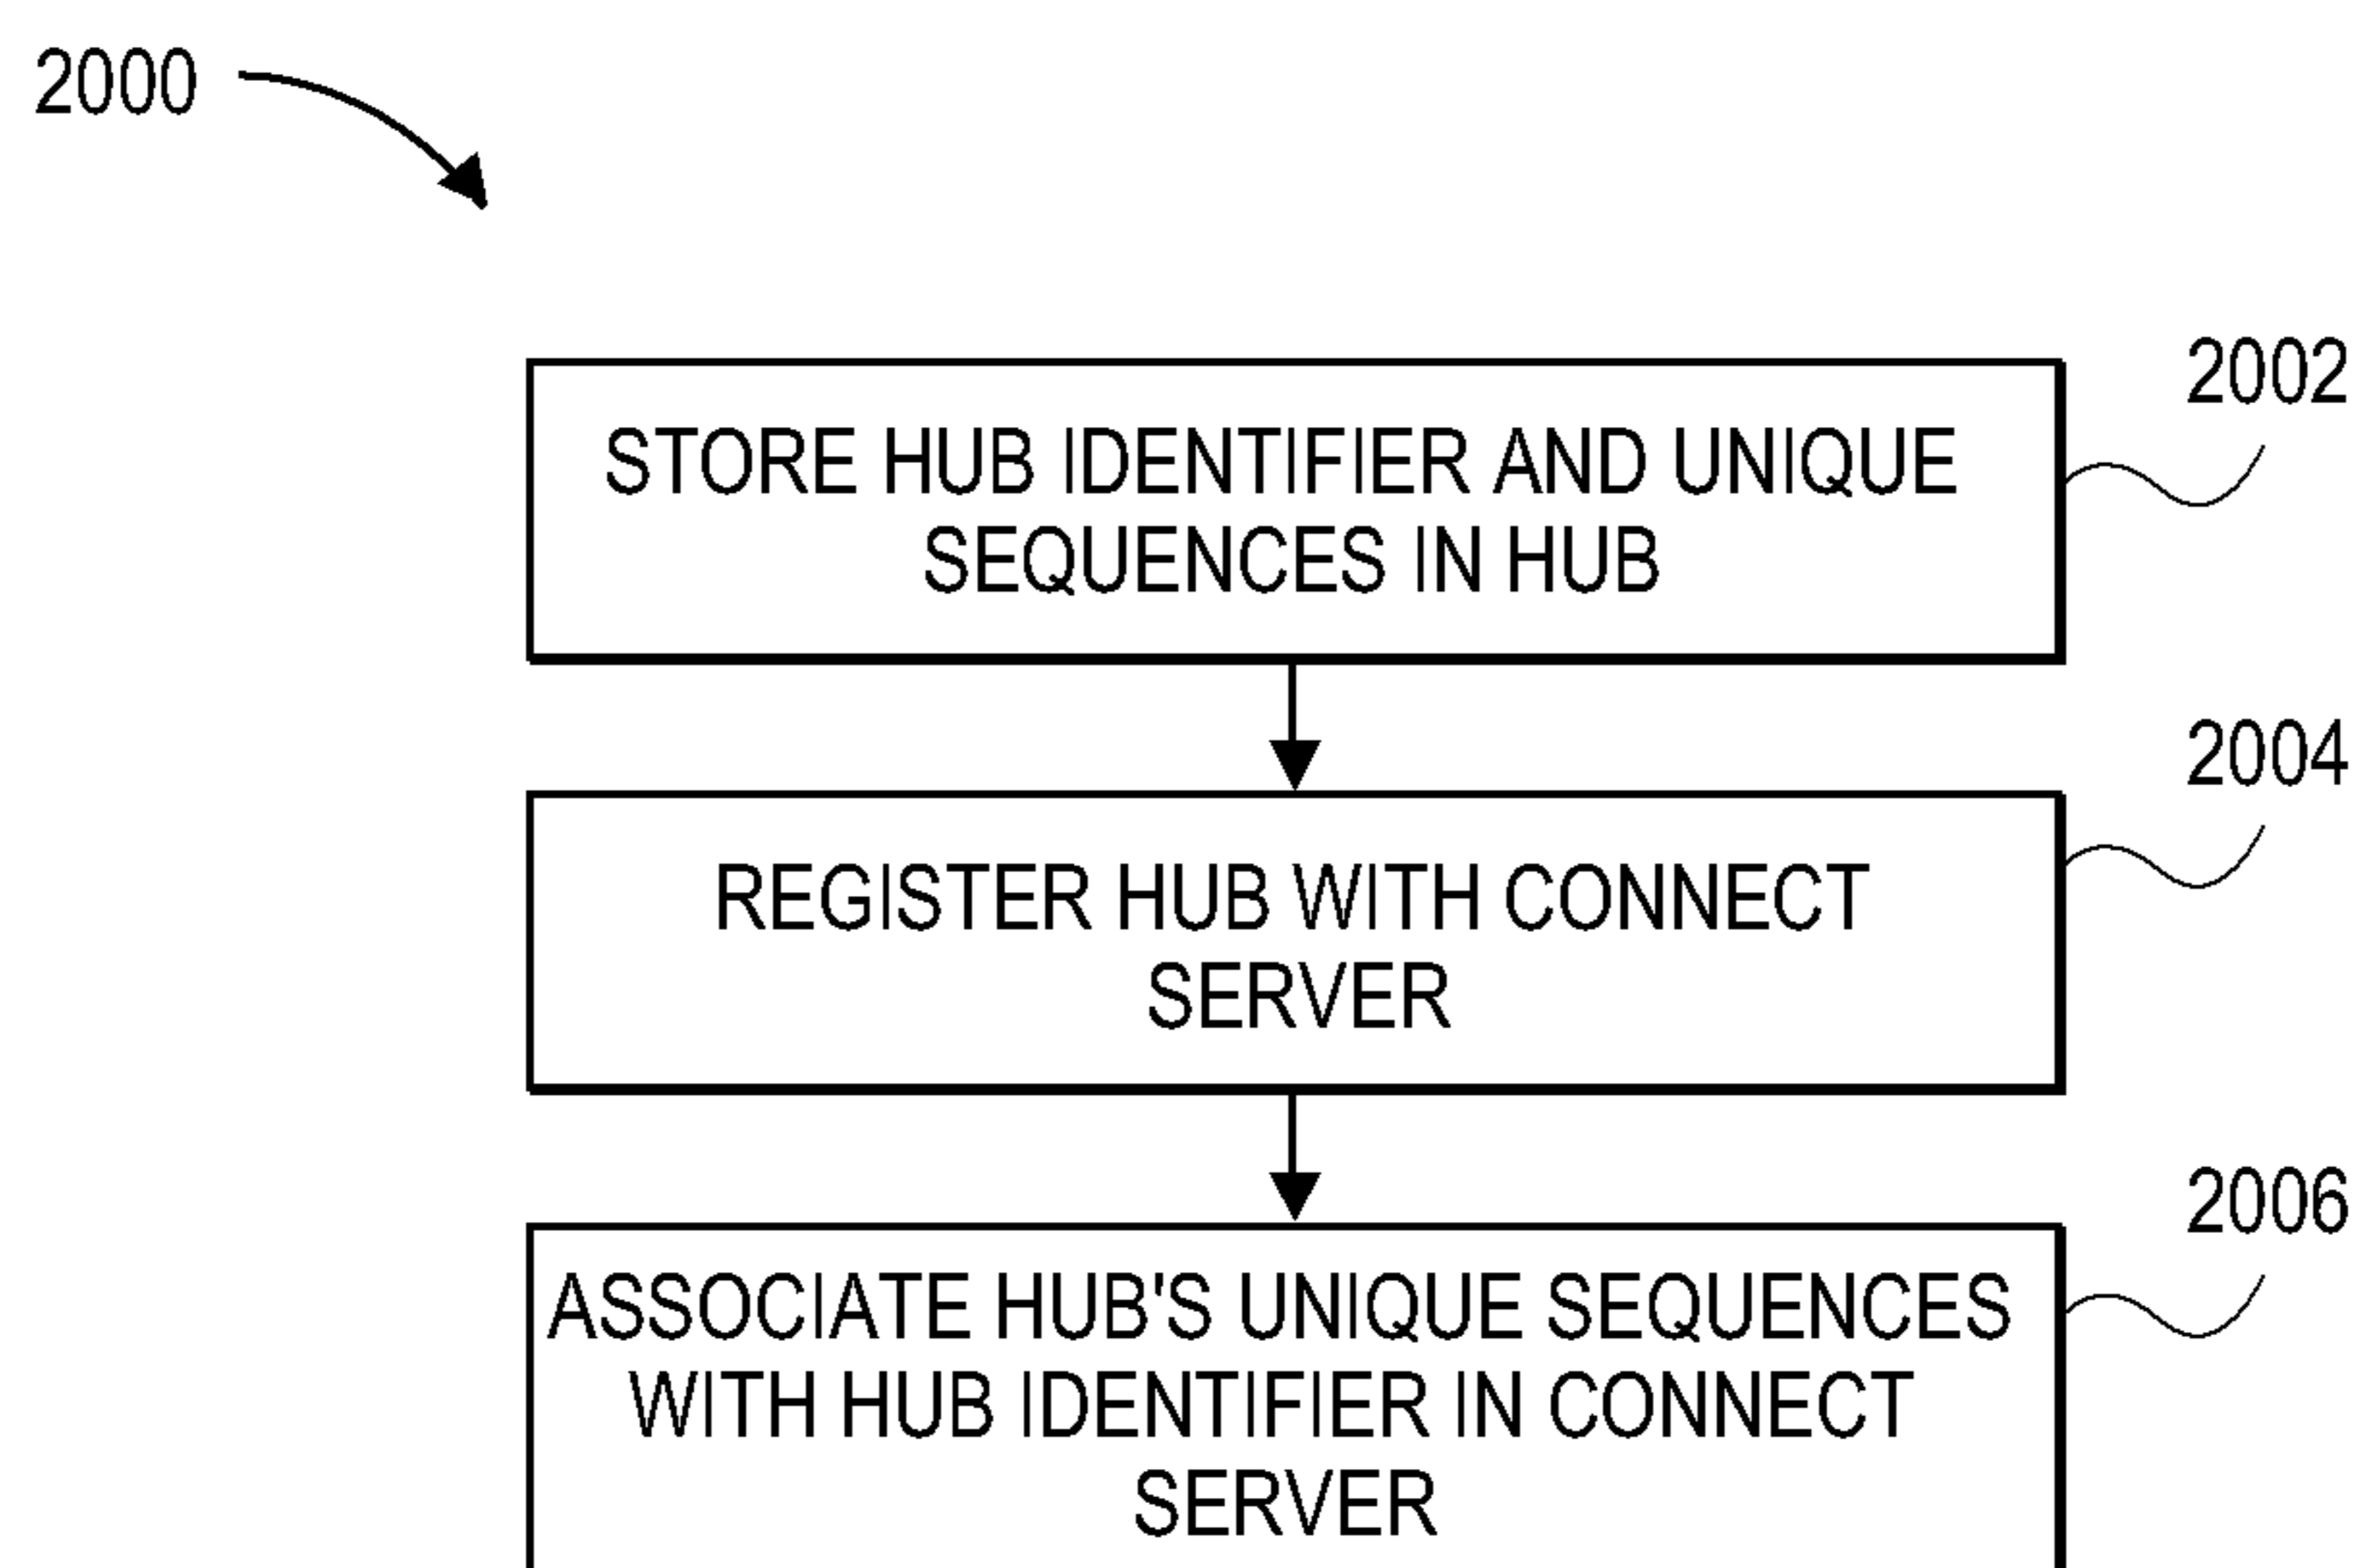 2000
2002
STORE HUB IDENTIFIER AND UNIQUE
SEQUENCES IN HUB
2004
REGISTER HUB WITH CONNECT
SERVER
2006
ASSOCIATE HUB'S UNIQUE SEQUENCES
WITH HUB IDENTIFIER IN CONNECT
SERVER